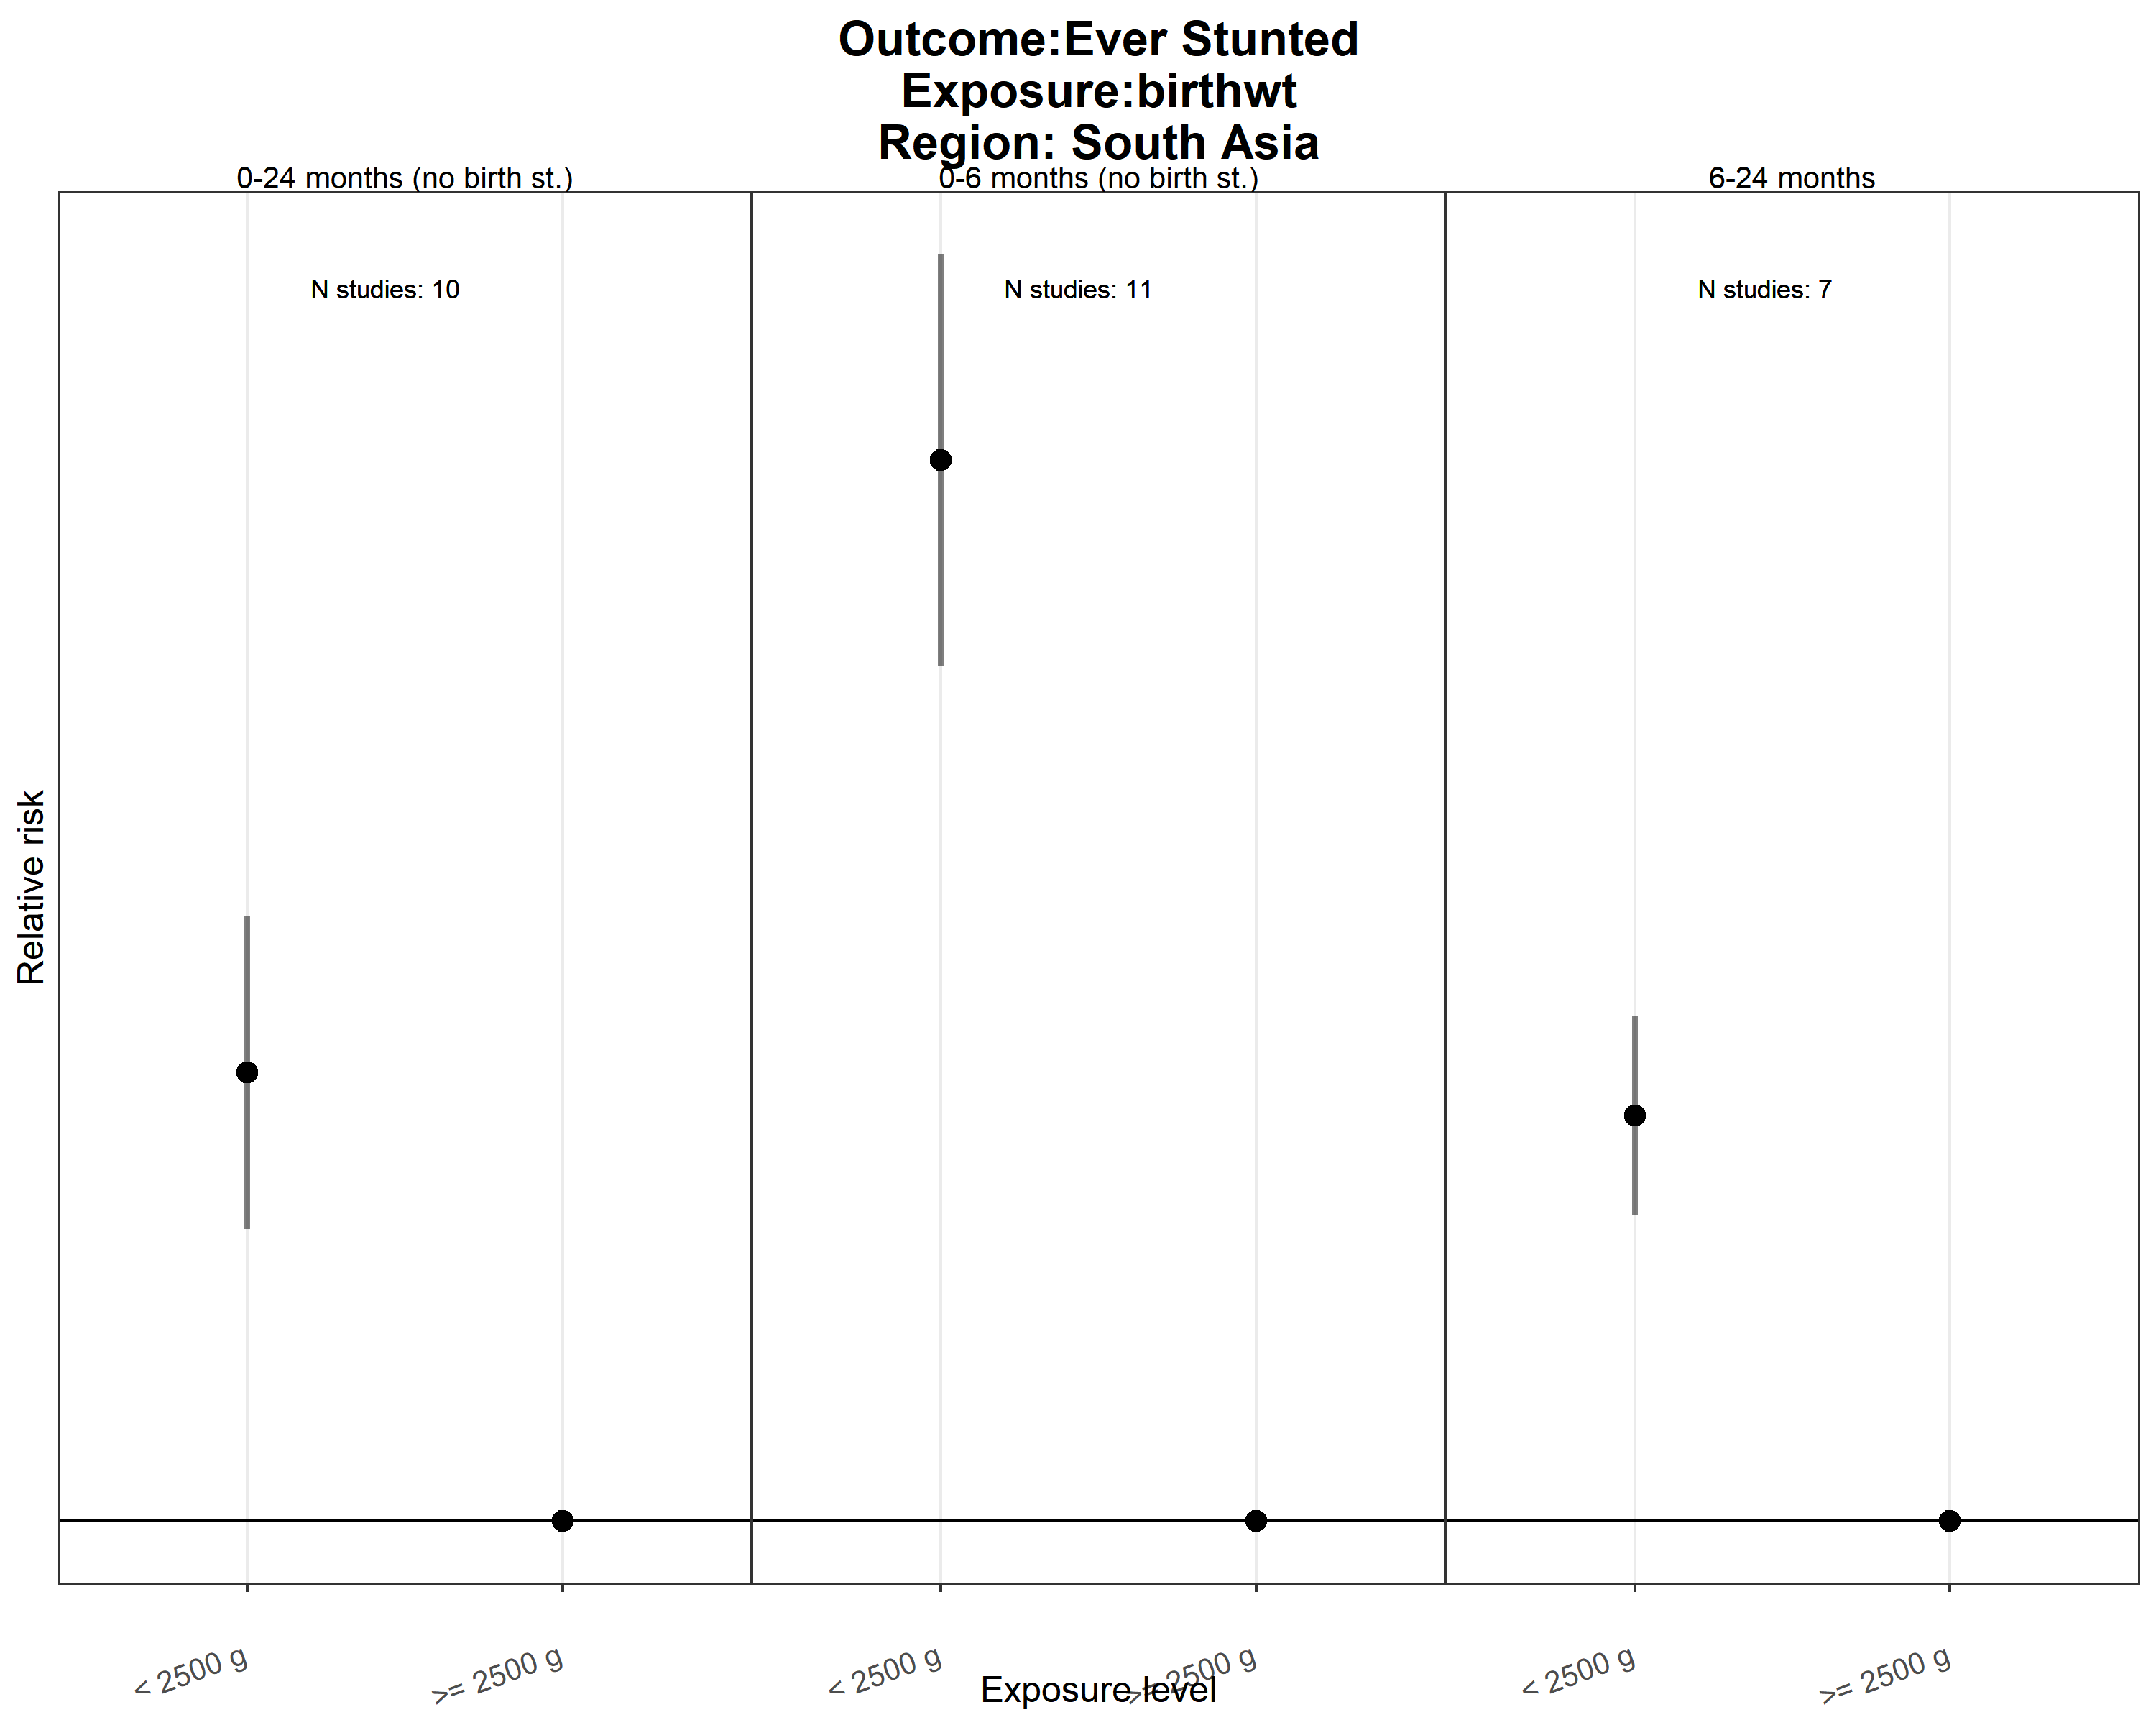 Outcome:Ever Stunted
Exposure:birthwt
Region: South Asia
0-24 months (no birth st.)
0-6 months (no birth st.)
6-24 months
N studies: 10
N studies: 11
N studies: 7
Relative risk
< 2500 g
>= 2500 g
< 2500 g
>= 2500 g
< 2500 g
>= 2500 g
Exposure level